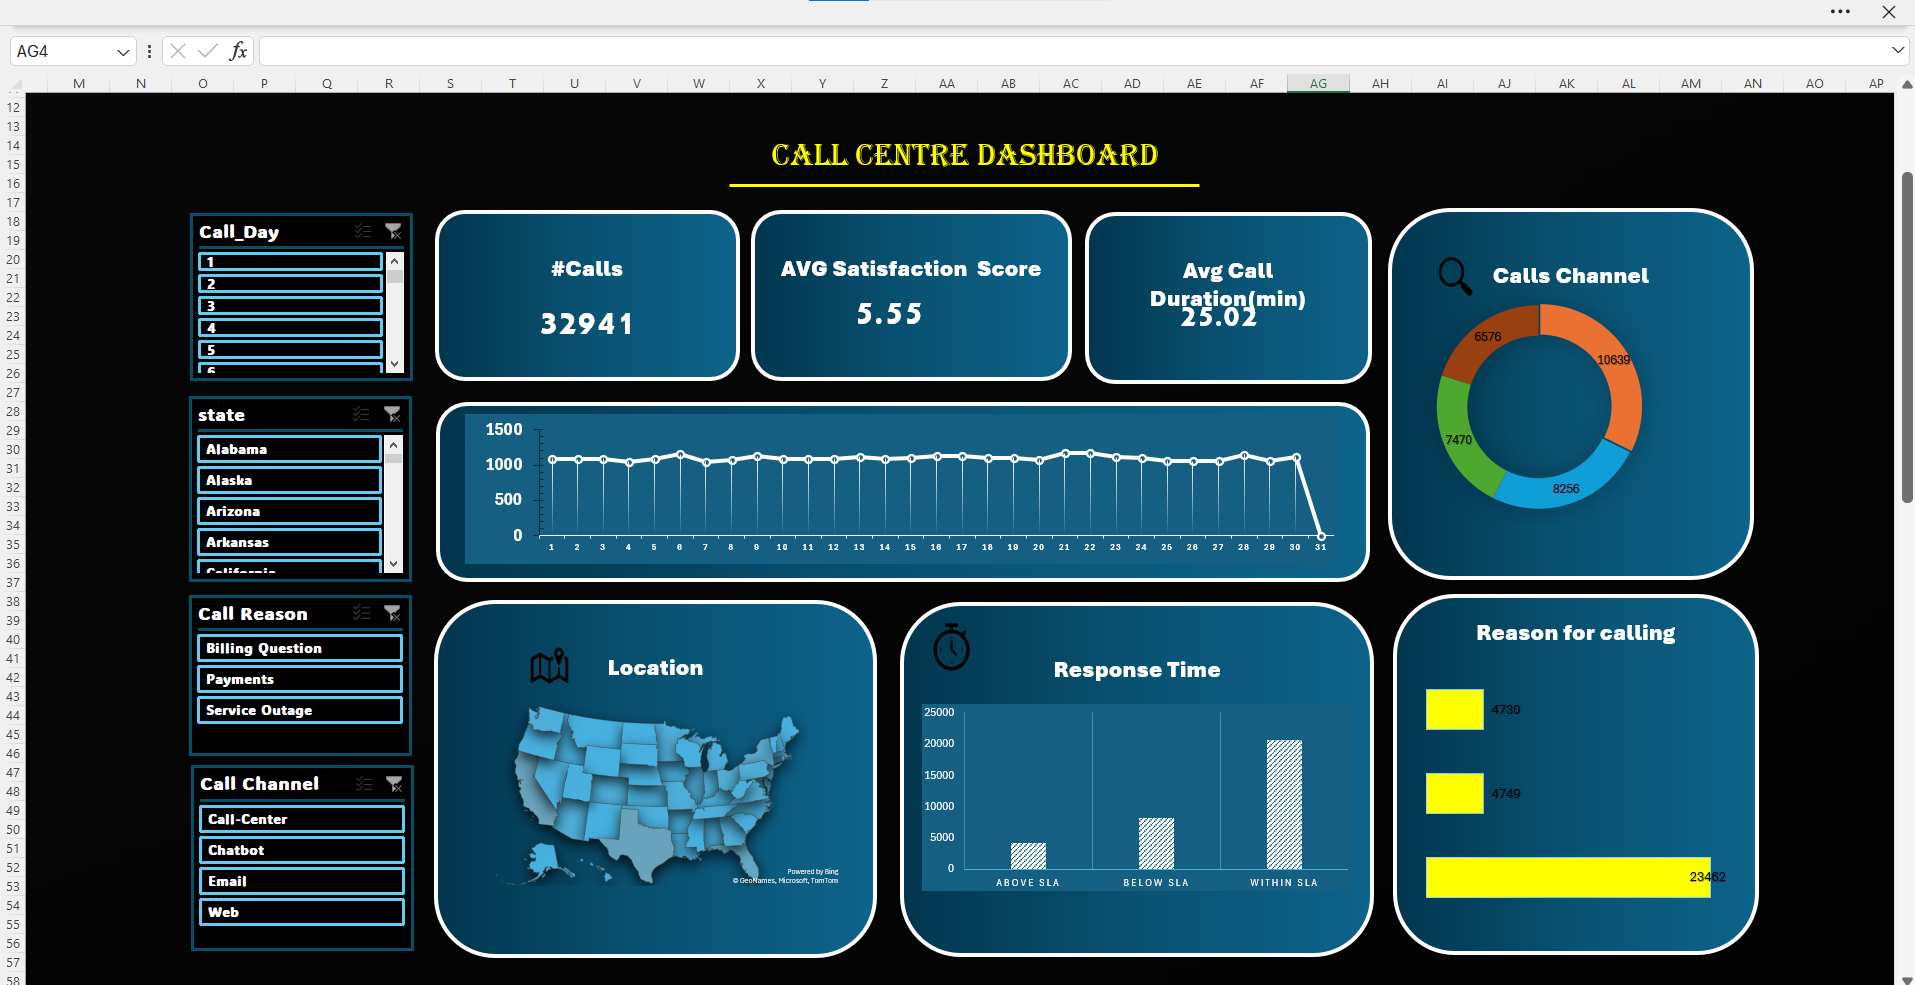 AG4
fx
M N O P Q R S T U V W X Y Z AA AB AC AD AE AF AG AH AI AJ AK AL AM AN AO AP
12
13
14
15
16
17
18
19
20
21
22
23
24
25
26
27
28
29
30
31
32
33
34
35
36
37
38
39
40
41
42
43
44
45
46
47
48
49
50
51
52
53
54
55
56
57
58
CALL CENTRE DASHBOARD
Call_Day
1
2
3
4
5
6
state
Alabama
Alaska
Arizona
Arkansas
California
Call Reason
Billing Question
Payments
Service Outage
Call Channel
Call-Center
Chatbot
Email
Web
#Calls
32941
AVG Satisfaction Score
5.55
Avg Call
Duration(min)
25.02
Calls Channel
6576
10639
7470
8256
1500
1000
500
0
1 2 3 4 5 6 7 8 9 10 11 12 13 14 15 16 17 18 19 20 21 22 23 24 25 26 27 28 29 30 31
Location
Powered by Bing
© GeoNames, Microsoft, TomTom
Response Time
25000
20000
15000
10000
5000
0
ABOVE SLA BELOW SLA WITHIN SLA
Reason for calling
4730
4749
23462